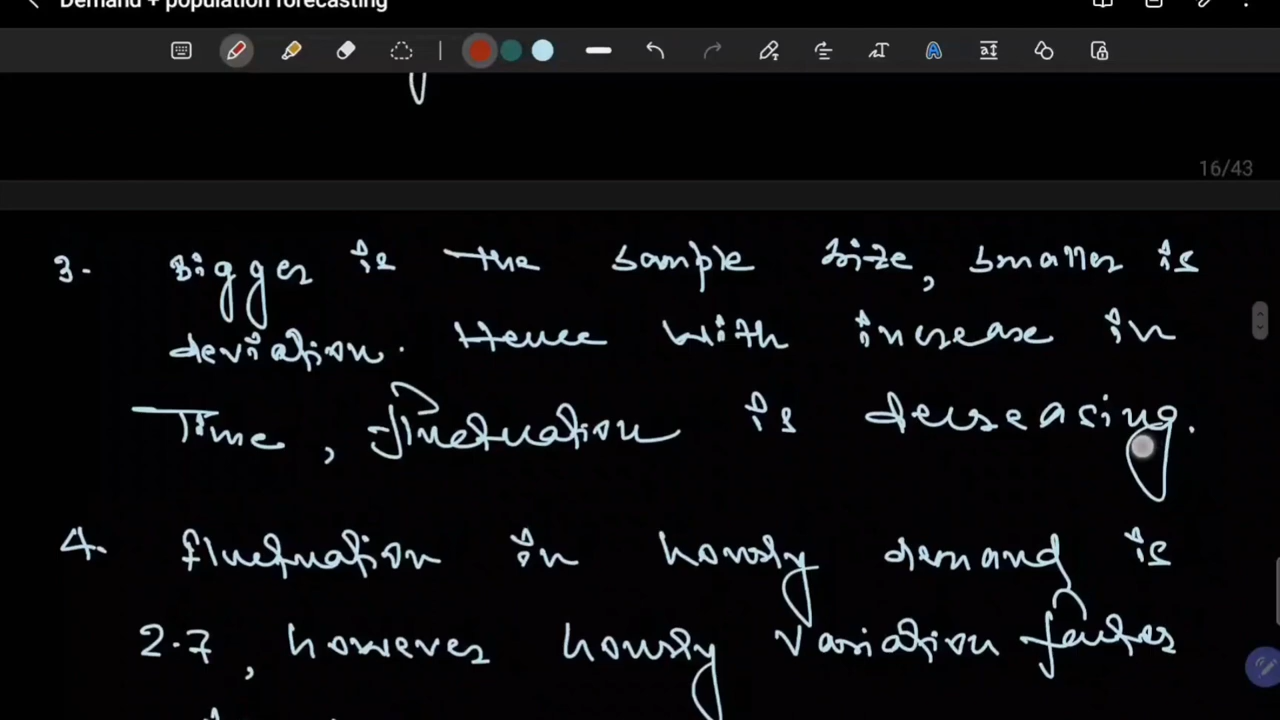 Demand + population forecasting
16/43
3. Bigger is the sample size, smaller is
deviation. Hence with increase in
Time, fluctuation is decreasing.
4. fluctuation in hourly demand is
2.7, however hourly variation factor